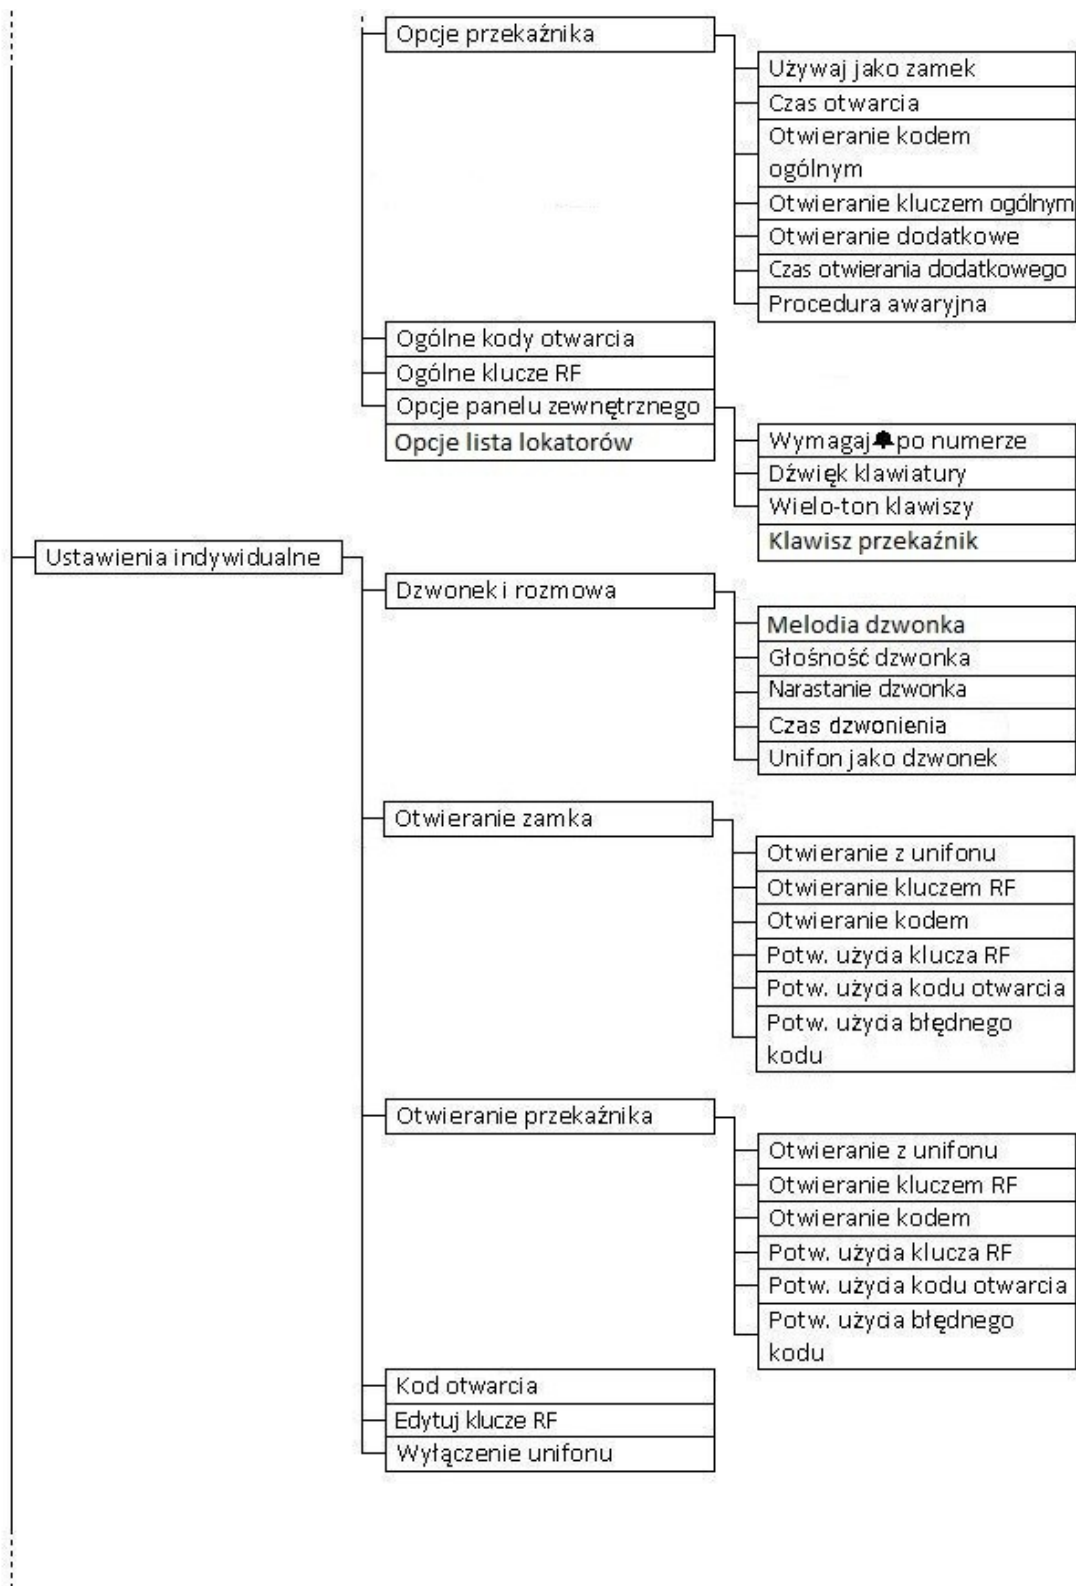 Opcje przekaźnika
Używaj jako zamek
Czas otwarcia
Otwieranie kodem
ogólnym
Otwieranie kluczem ogólnym
Otwieranie dodatkowe
Czas otwierania dodatkowego
Procedura awaryjna
Ogólne kody otwarcia
Ogólne klucze RF
Opcje panelu zewnętrznego
Opcje lista lokatorów
Wymagaj🔔po numerze
Dźwięk klawiatury
Wielo-ton klawiszy
Klawisz przekaźnik
Ustawienia indywidualne
Dzwonek i rozmowa
Melodia dzwonka
Głośność dzwonka
Narastanie dzwonka
Czas dzwonienia
Unifon jako dzwonek
Otwieranie zamka
Otwieranie z unifonu
Otwieranie kluczem RF
Otwieranie kodem
Potw. użycia klucza RF
Potw. użycia kodu otwarcia
Potw. użycia błędnego
kodu
Otwieranie przekaźnika
Otwieranie z unifonu
Otwieranie kluczem RF
Otwieranie kodem
Potw. użycia klucza RF
Potw. użycia kodu otwarcia
Potw. użycia błędnego
kodu
Kod otwarcia
Edytuj klucze RF
Wyłączenie unifonu